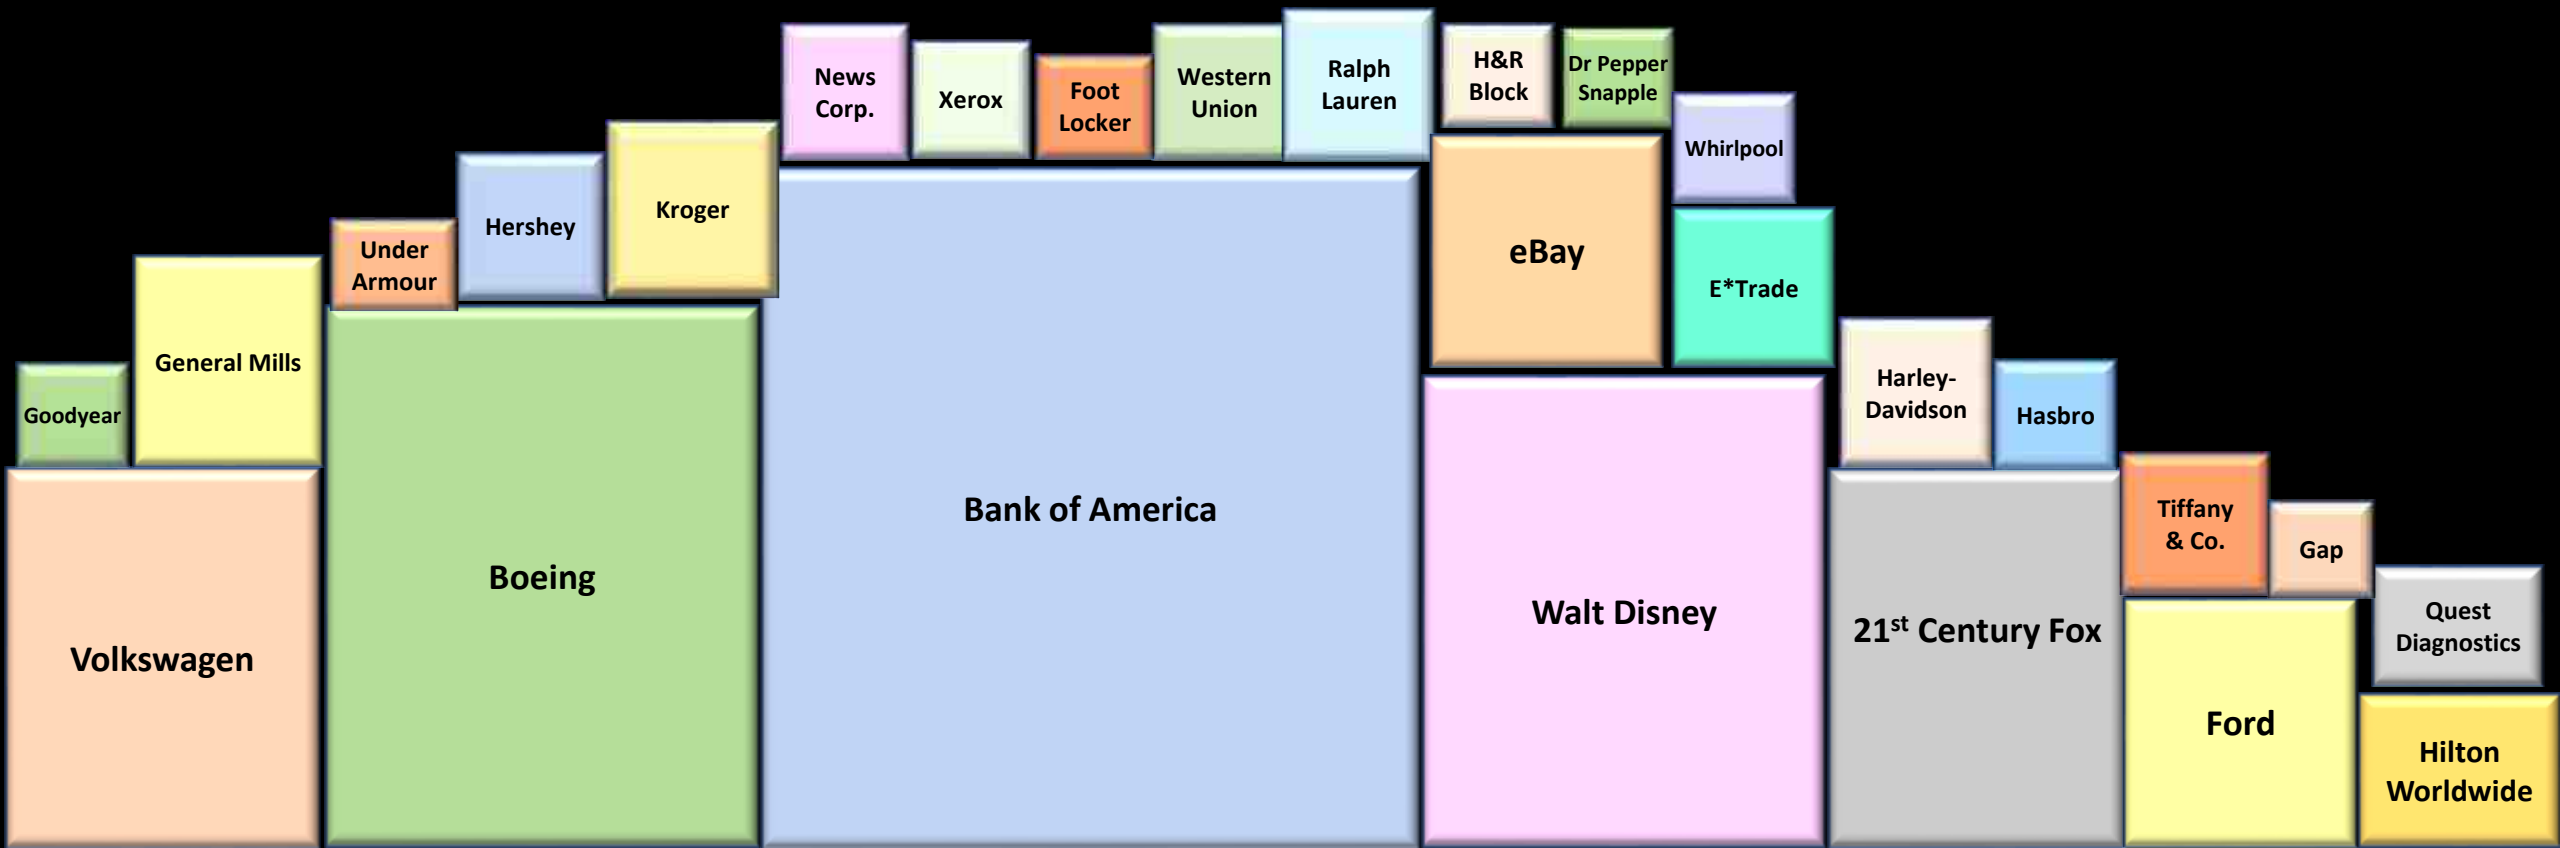 News
Corp.
Xerox
Foot
Locker
Western
Union
Ralph
Lauren
H&R
Block
Dr Pepper
Snapple
Whirlpool
Under
Armour
Hershey
Kroger
eBay
E*Trade
Goodyear
General Mills
Harley-
Davidson
Hasbro
Tiffany
& Co.
Gap
Volkswagen
Boeing
Bank of America
Walt Disney
21st Century Fox
Ford
Quest
Diagnostics
Hilton
Worldwide